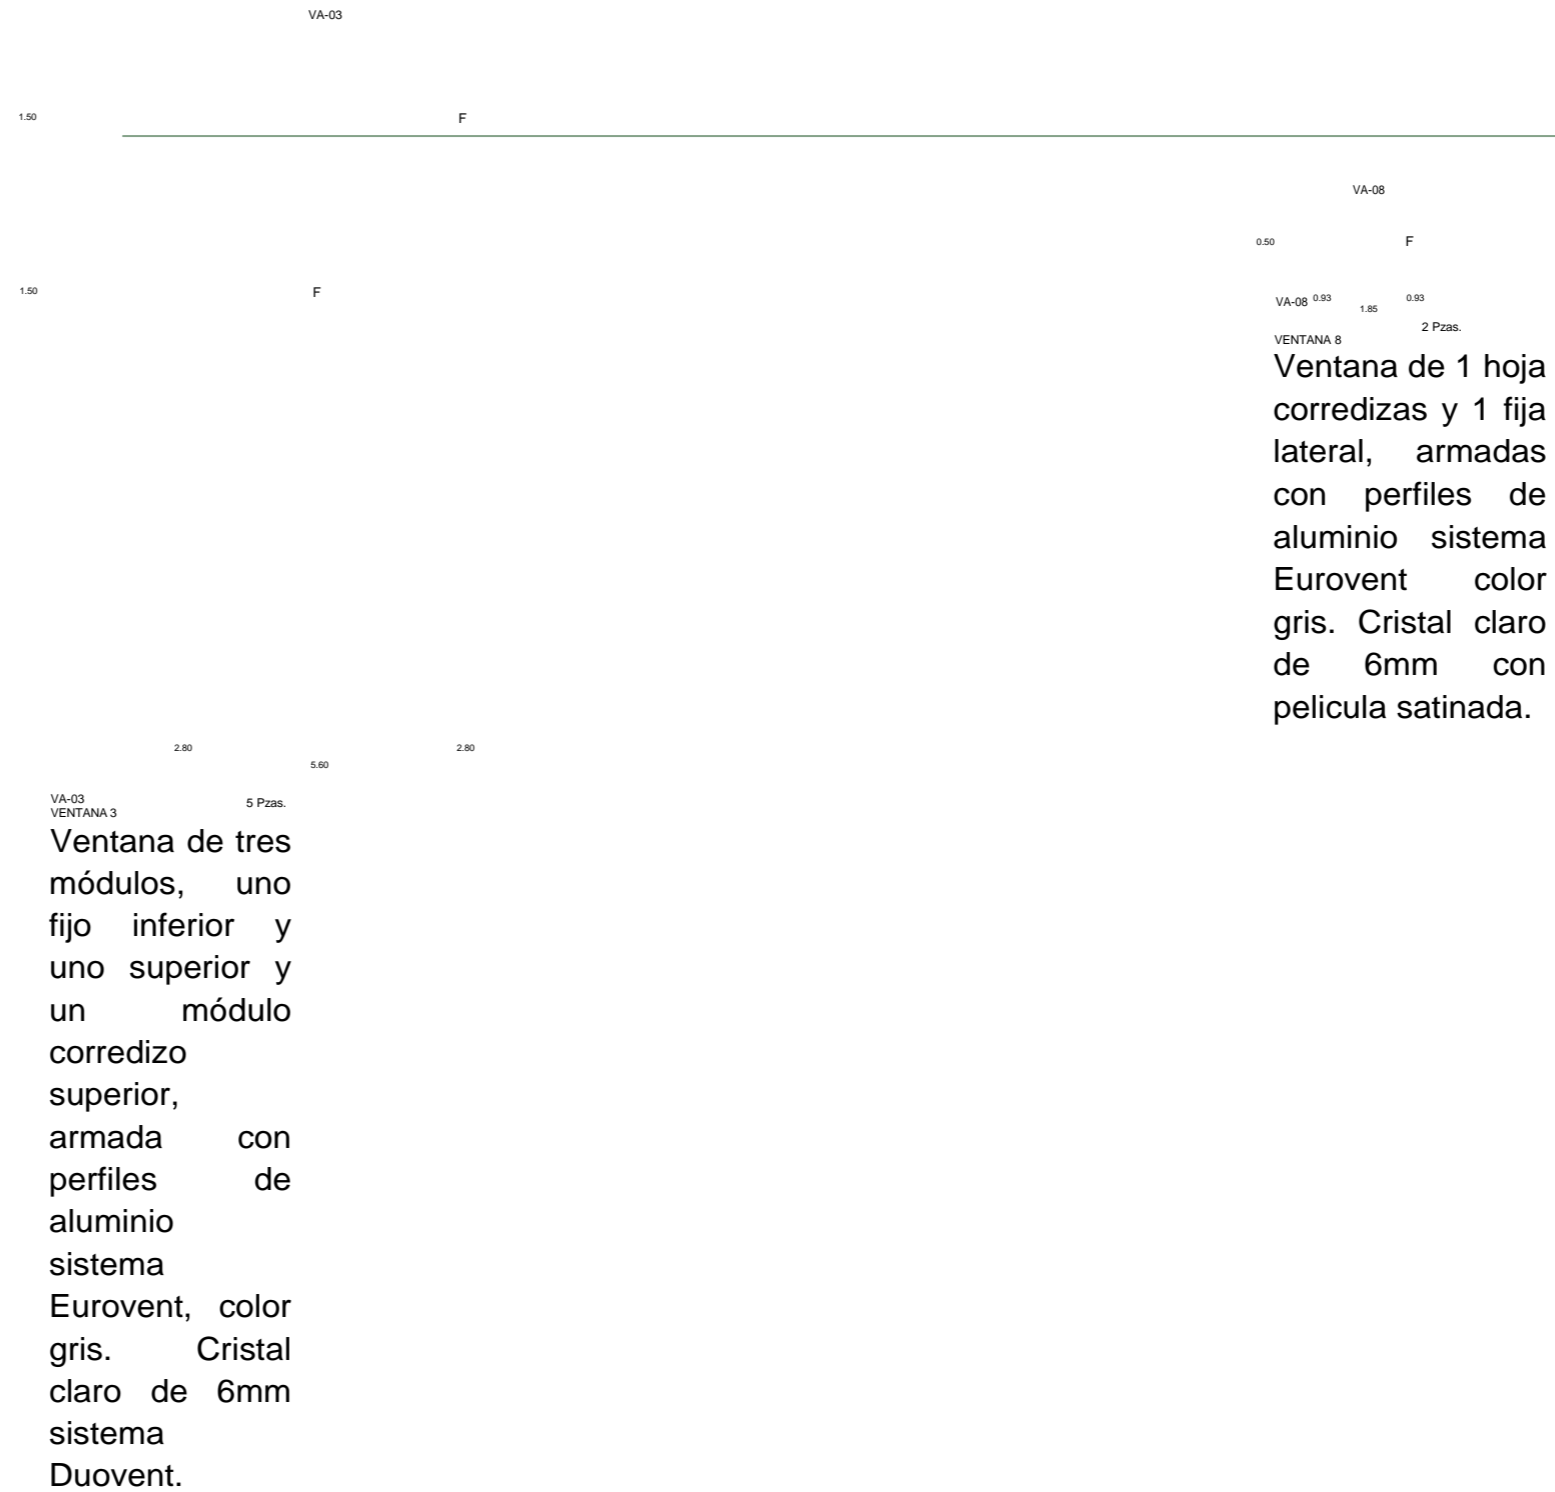 VA-03
1.50 F
VA-08
0.50 F
1.50 F
VA-08 0.93 1.85 0.93
2 Pzas.
VENTANA 8
Ventana de 1 hoja
corredizas y 1 fija
lateral, armadas
con perfiles de
aluminio sistema
Eurovent color
gris. Cristal claro
de 6mm con
pelicula satinada.
2.80 2.80
5.60
VA-03
5 Pzas.
VENTANA 3
Ventana de tres
módulos, uno
fijo inferior y
uno superior y
un módulo
corredizo
superior,
armada con
perfiles de
aluminio
sistema
Eurovent, color
gris. Cristal
claro de 6mm
sistema
Duovent.